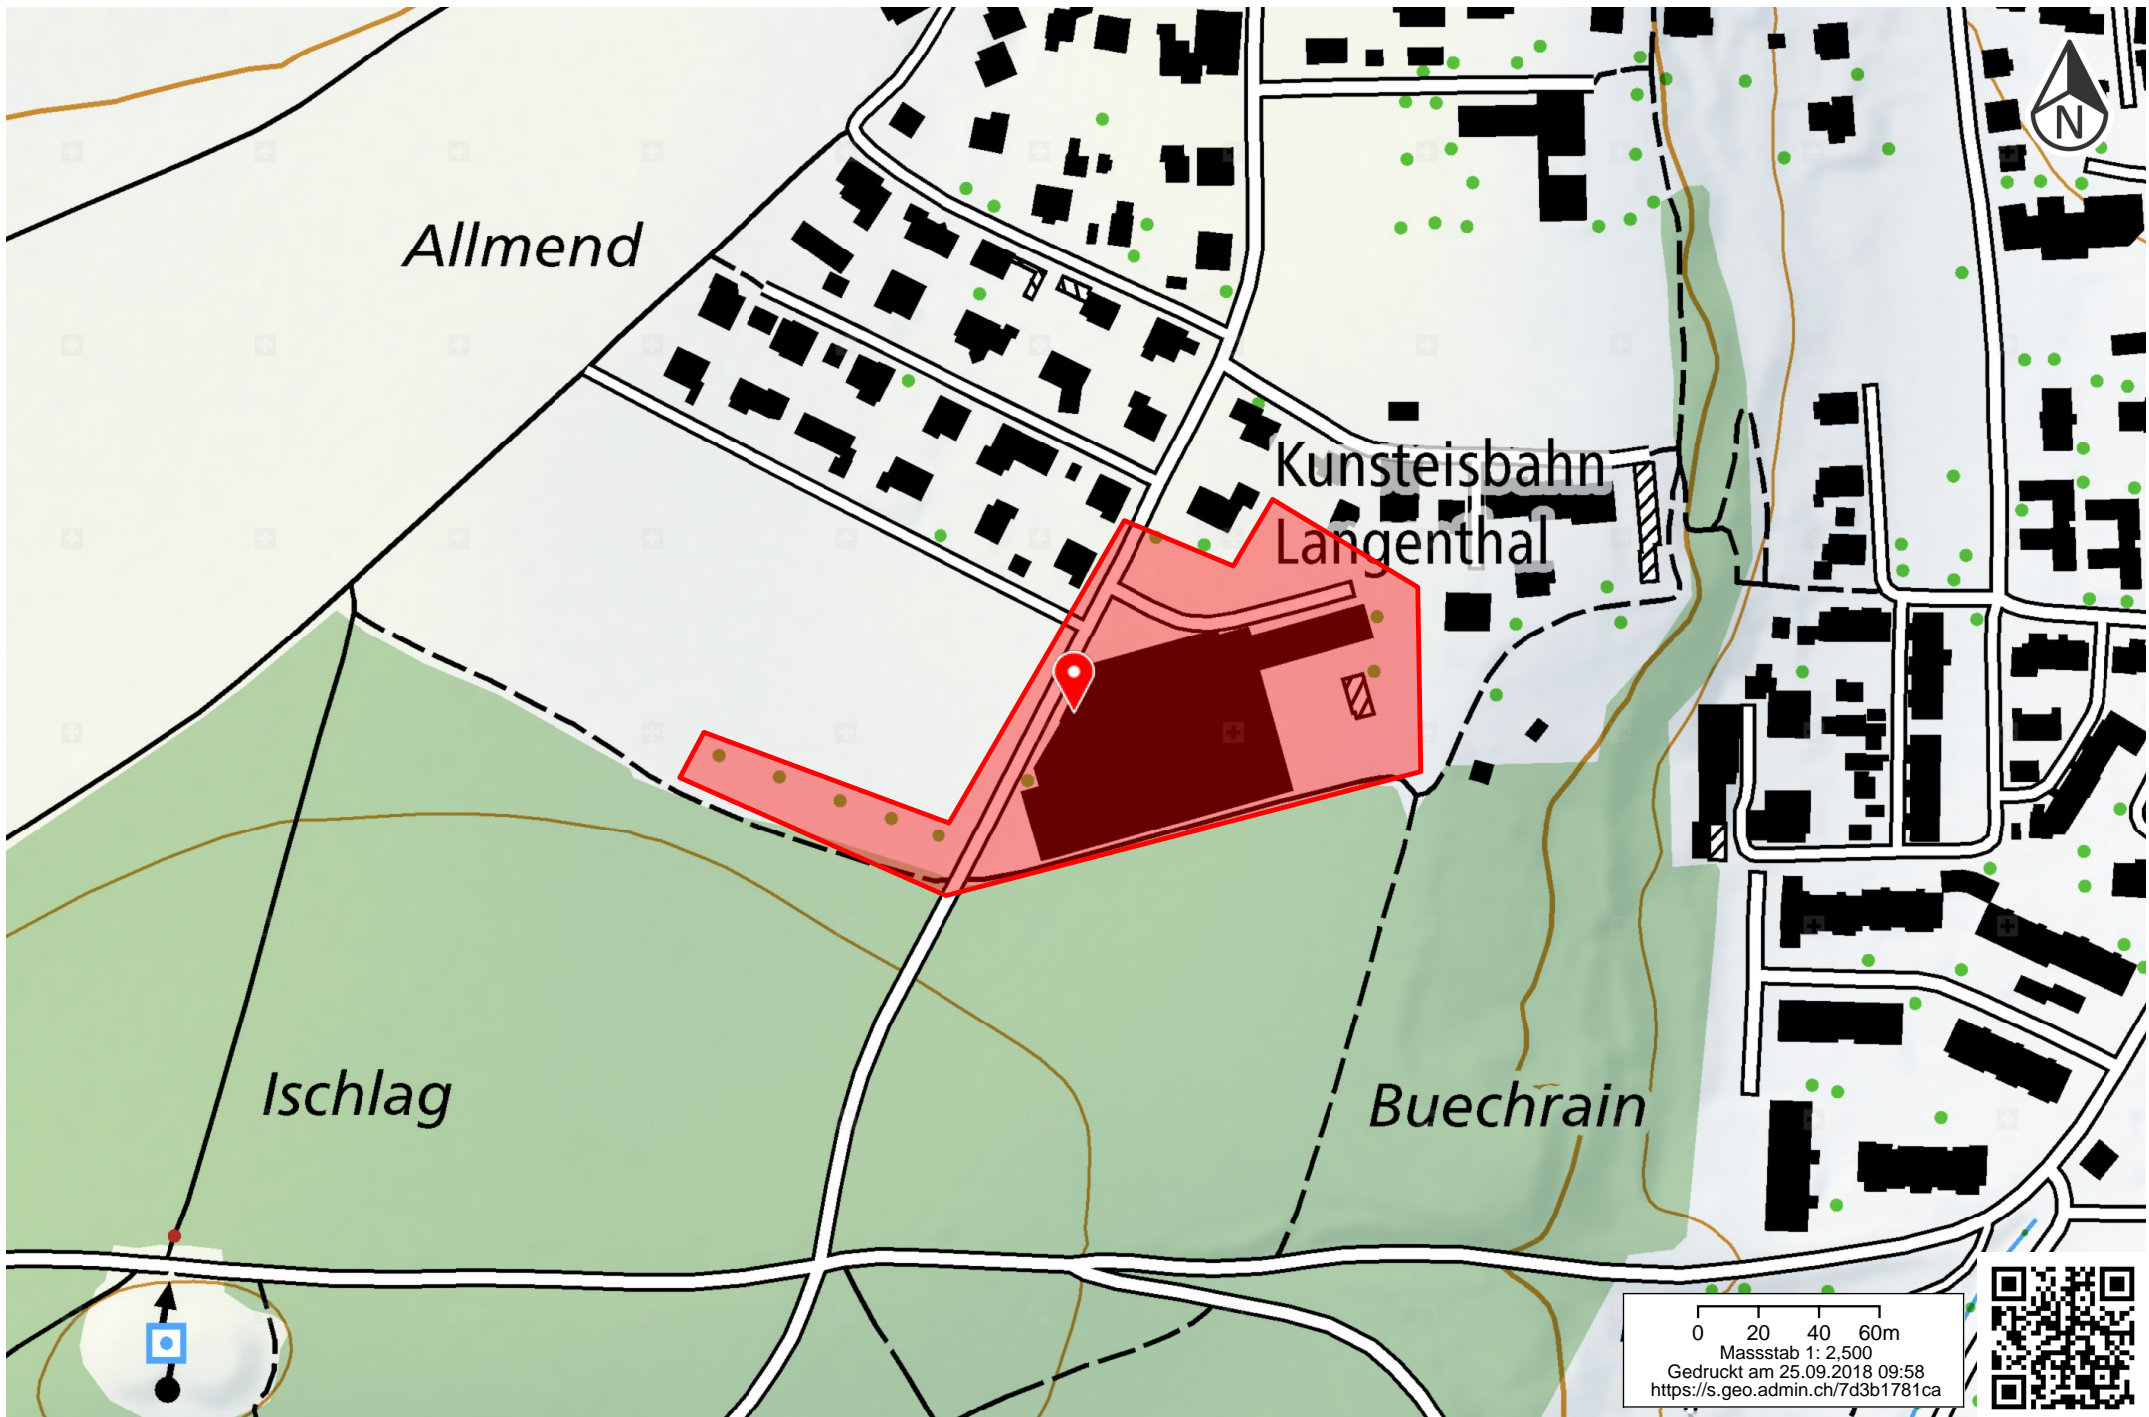 N
Allmend
Kunsteisbahn
Langenthal
Ischlag
Buechrain
0 20 40 60m
Massstab 1: 2,500
Gedruckt am 25.09.2018 09:58
https://s.geo.admin.ch/7d3b1781ca